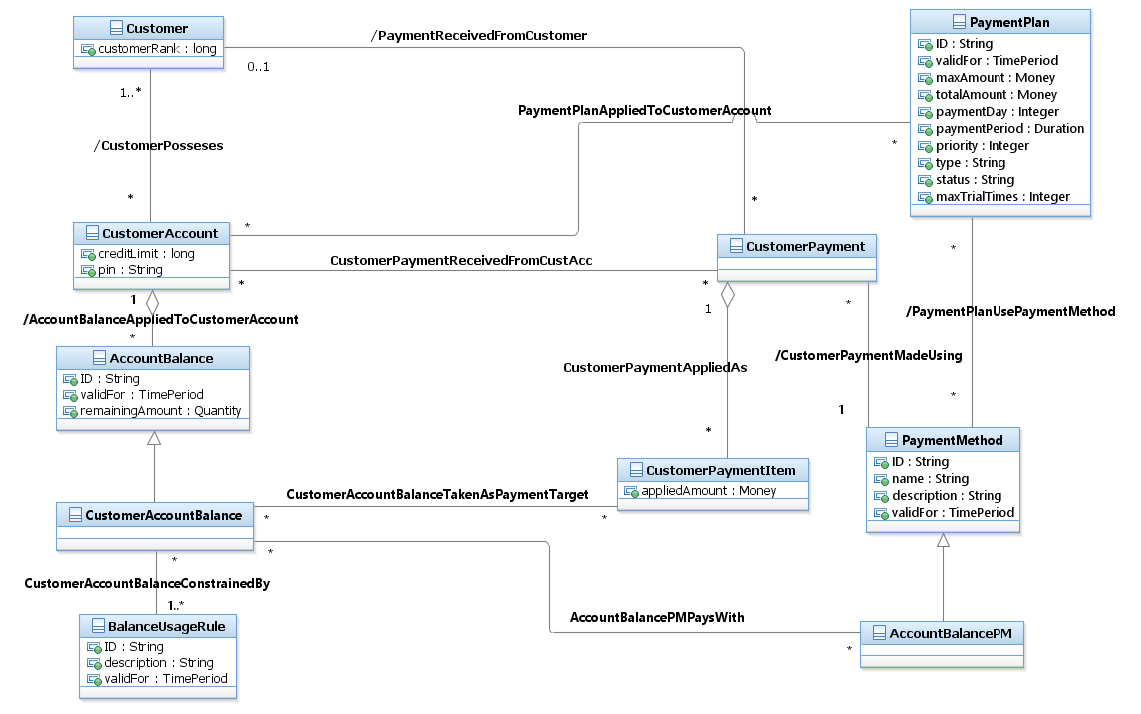 Customer
customerRank : long
/PaymentReceivedFromCustomer
0..1
1..*
/CustomerPosseses
*
PaymentPlan
ID : String
validFor : TimePeriod
maxAmount : Money
totalAmount : Money
paymentDay : Integer
paymentPeriod : Duration
priority : Integer
type : String
status : String
maxTrialTimes : Integer
PaymentPlanAppliedToCustomerAccount
*
*
*
CustomerAccount
creditLimit : long
pin : String
CustomerPaymentReceivedFromCustAcc
*
*
CustomerPayment
1
/AccountBalanceAppliedToCustomerAccount
*
1
*
*
/PaymentPlanUsePaymentMethod
*
AccountBalance
ID : String
validFor : TimePeriod
remainingAmount : Quantity
CustomerPaymentAppliedAs
*
/CustomerPaymentMadeUsing
1
PaymentMethod
ID : String
name : String
description : String
validFor : TimePeriod
CustomerPaymentItem
appliedAmount : Money
CustomerAccountBalanceTakenAsPaymentTarget
*
*
CustomerAccountBalance
*
*
CustomerAccountBalanceConstrainedBy
1..*
AccountBalancePMPaysWith
*
BalanceUsageRule
ID : String
description : String
validFor : TimePeriod
AccountBalancePM